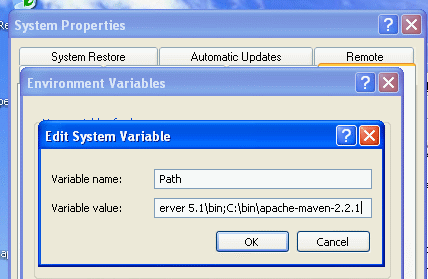 System Properties
System Restore
Automatic Updates
Remote
Environment Variables
Edit System Variable
Variable name:
Path
Variable value:
erver 5.1\bin;C:\bin\apache-maven-2.2.1
OK
Cancel